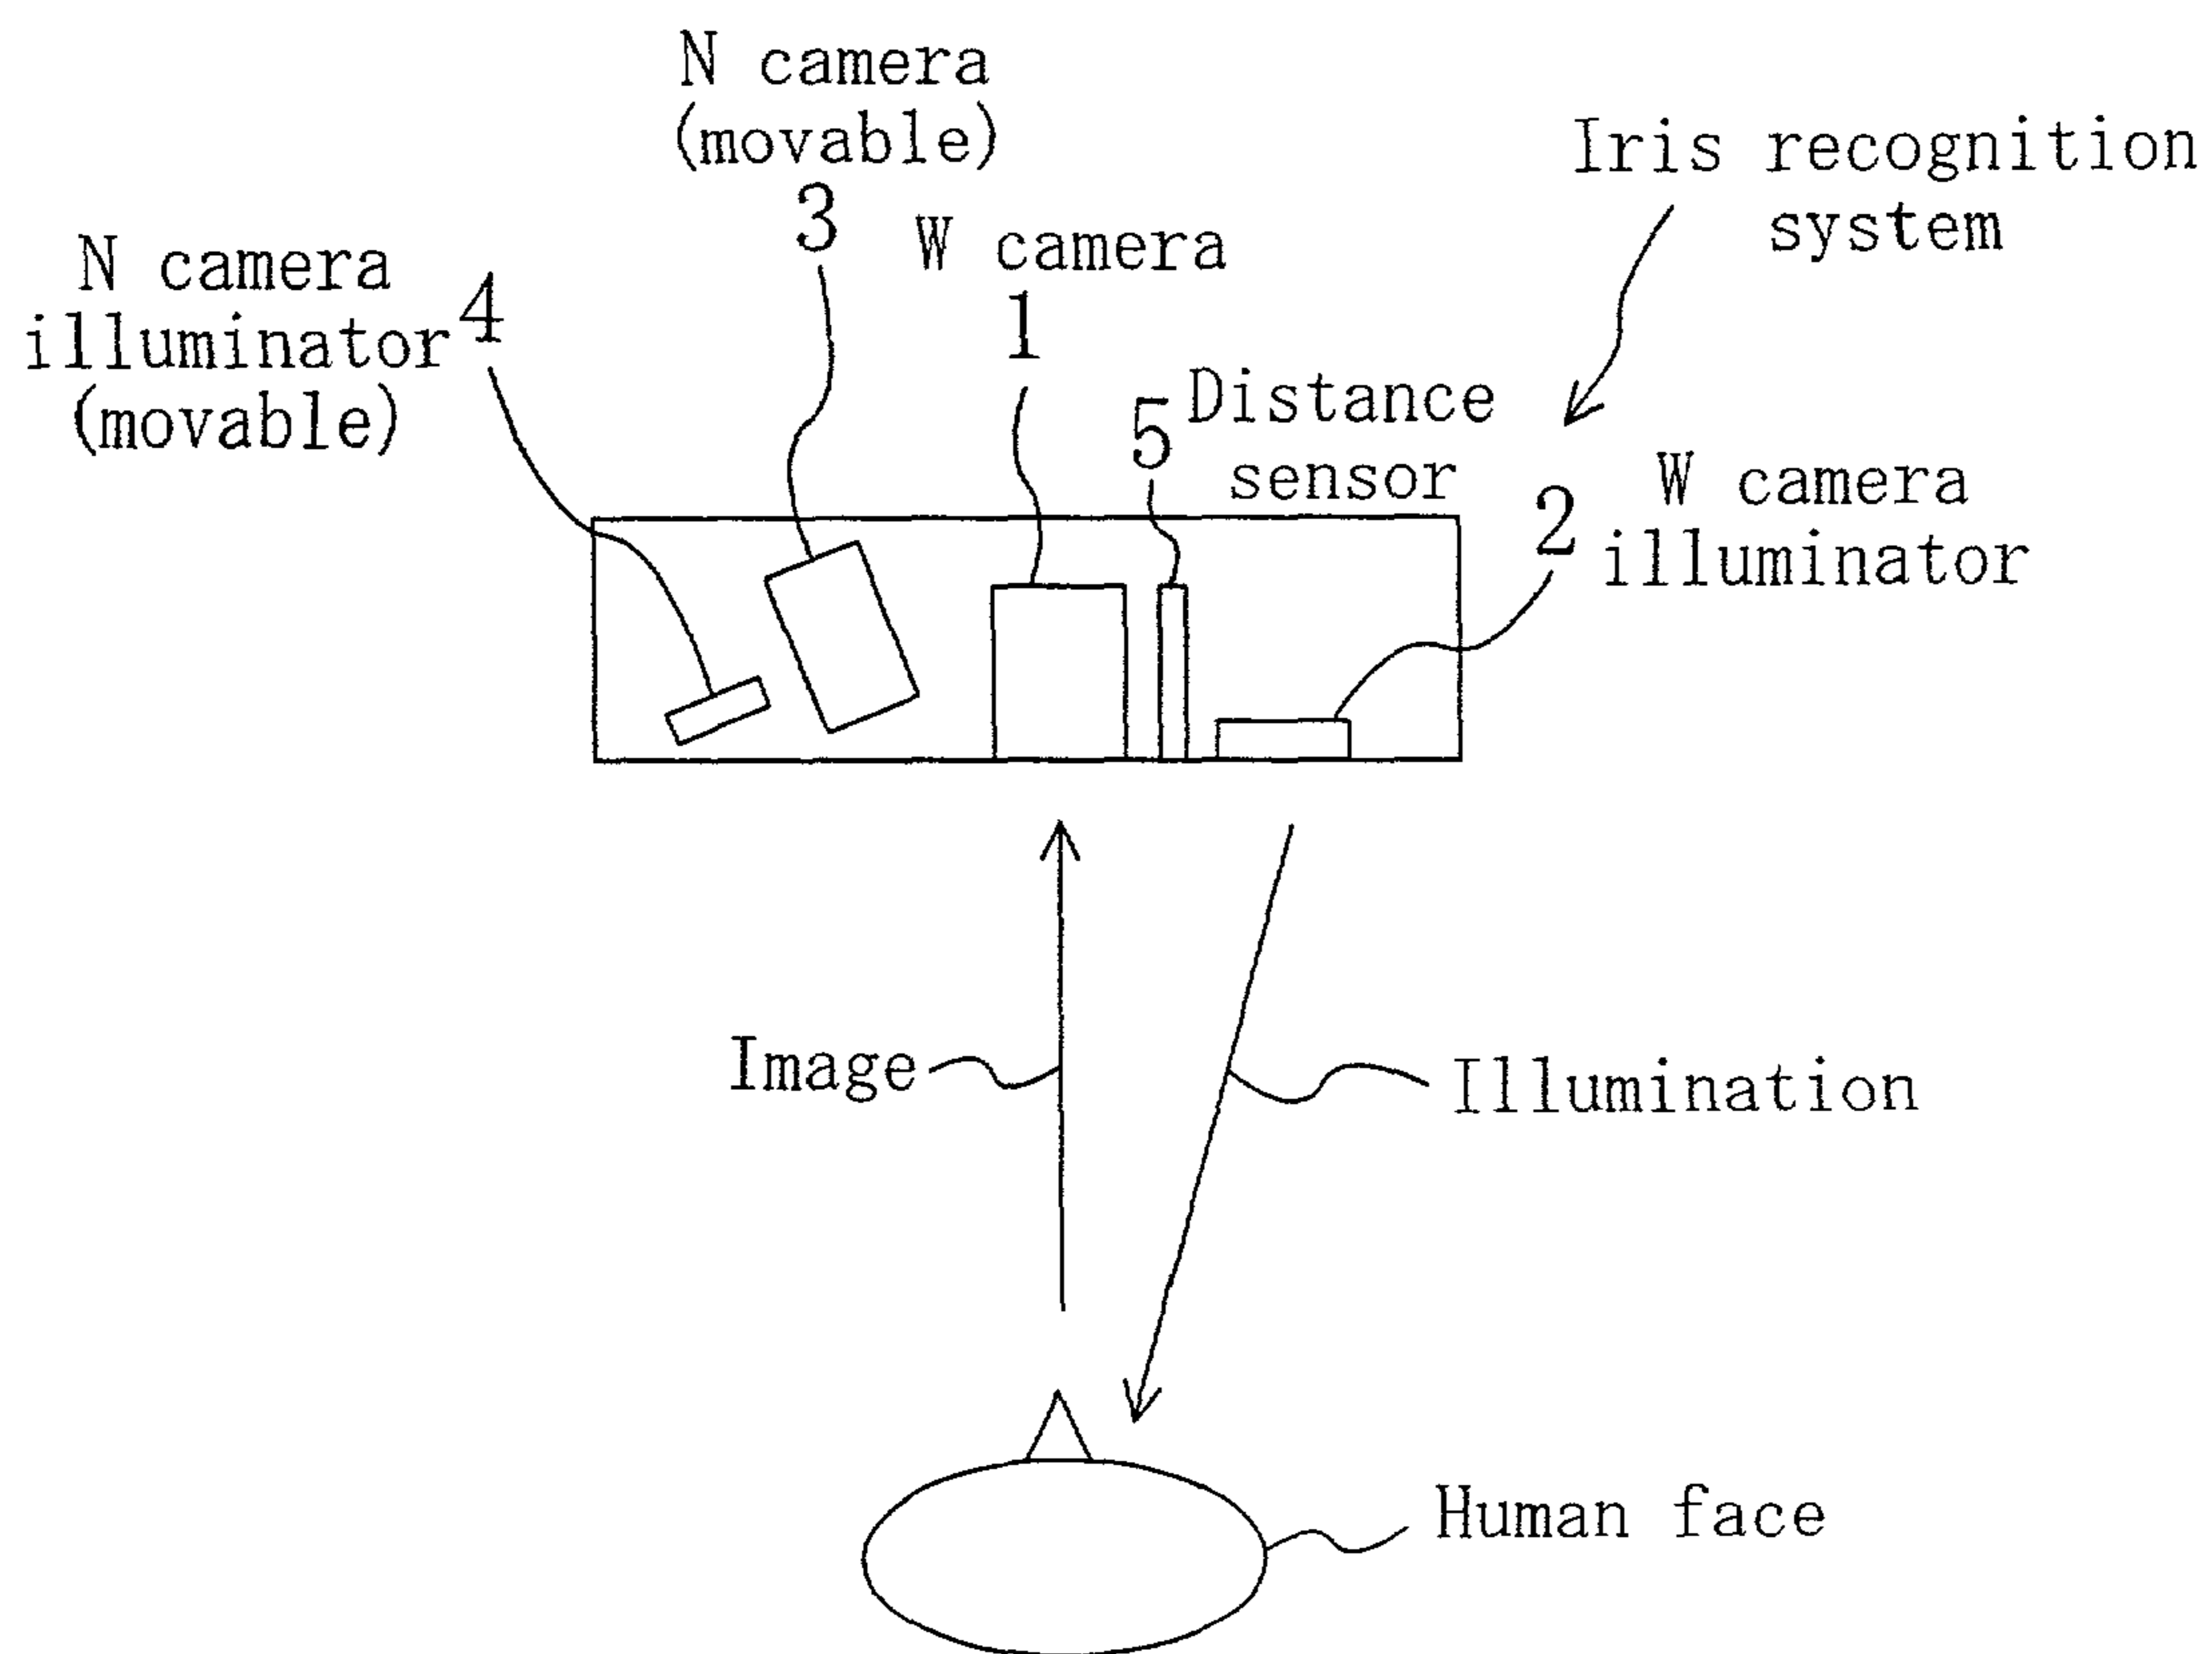 N camera
(movable)
3
W camera
1
N camera
illuminator
(movable)
4
Iris recognition
system
5
Distance
sensor
2
W camera
illuminator
Image
Illumination
Human face